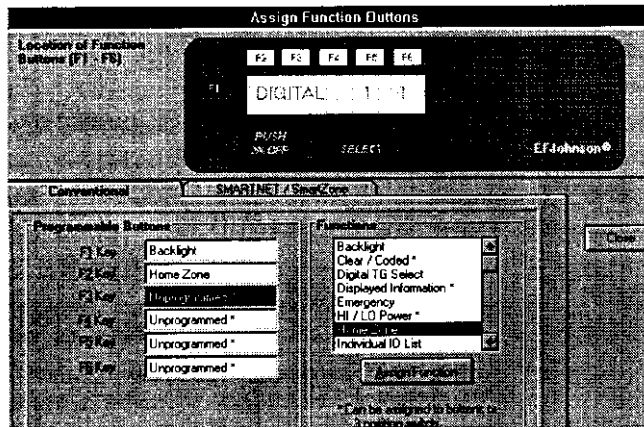 Assign Function Buttons
Location of Function
Buttons (F1 - F6)
F2 F3 F4 F5 F6
F1
DIGITAL 1 1
PUSH
ON/OFF SELECT
EFJohnson®
Conventional SMARTNET / SmartZone
Programmable Buttons
F1 Key Backlight
F2 Key Home Zone
F3 Key Unprogrammed *
F4 Key Unprogrammed *
F5 Key Unprogrammed *
F6 Key Unprogrammed *
Functions
Backlight
Clear / Coded *
Digital TG Select
Displayed Information *
Emergency
HI / LO Power *
Home Zone
Individual ID List
Assign Function
* Can be assigned to buttons or